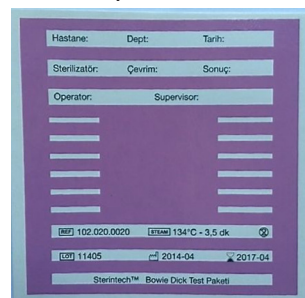 Hastane: Dept: Tarih:
Sterilizatör: Çevrim: Sonuç:
Operator: Supervisor:
REF 102.020.0020 STEAM 134°C - 3,5 dk
LOT 11405 2014-04 2017-04
Sterintech™ Bowie Dick Test Paketi